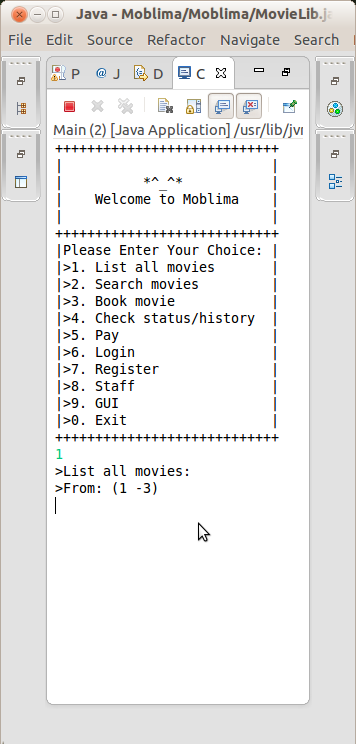 Java - Moblima/Moblima/MovieLib.ja
File Edit Source Refactor Navigate Search
P @ J D C
Main (2) [Java Application] /usr/lib/jvm
++++++++++++++++++++++++++++
| |
| *^_^* |
| Welcome to Moblima |
| |
++++++++++++++++++++++++++++
|Please Enter Your Choice: |
|>1. List all movies |
|>2. Search movies |
|>3. Book movie |
|>4. Check status/history |
|>5. Pay |
|>6. Login |
|>7. Register |
|>8. Staff |
|>9. GUI |
|>0. Exit |
++++++++++++++++++++++++++++
1
>List all movies:
>From: (1 -3)